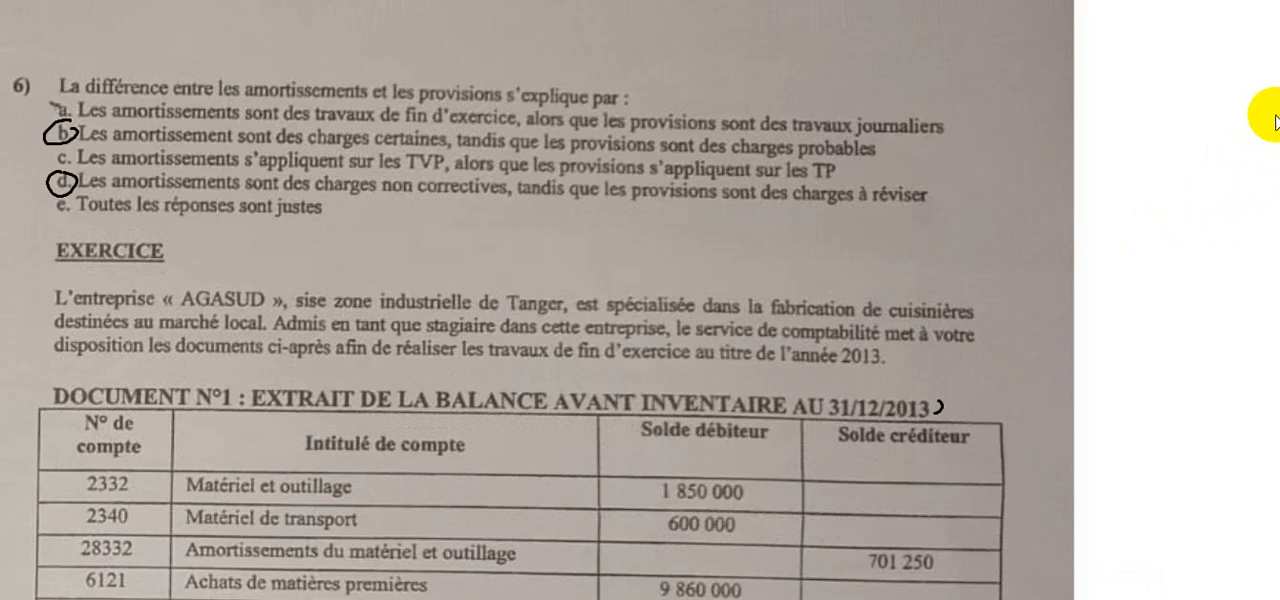 6) La différence entre les amortissements et les provisions s'explique par :
a. Les amortissements sont des travaux de fin d'exercice, alors que les provisions sont des travaux journaliers
b. Les amortissement sont des charges certaines, tandis que les provisions sont des charges probables
c. Les amortissements s'appliquent sur les TVP, alors que les provisions s'appliquent sur les TP
d. Les amortissements sont des charges non correctives, tandis que les provisions sont des charges à réviser
e. Toutes les réponses sont justes
EXERCICE
L'entreprise « AGASUD », sise zone industrielle de Tanger, est spécialisée dans la fabrication de cuisinières
destinées au marché local. Admis en tant que stagiaire dans cette entreprise, le service de comptabilité met à votre
disposition les documents ci-après afin de réaliser les travaux de fin d'exercice au titre de l'année 2013.
DOCUMENT N°1 : EXTRAIT DE LA BALANCE AVANT INVENTAIRE AU 31/12/2013
N° de compte Intitulé de compte Solde débiteur Solde créditeur
2332 Matériel et outillage 1 850 000
2340 Matériel de transport 600 000
28332 Amortissements du matériel et outillage 701 250
6121 Achats de matières premières 9 860 000